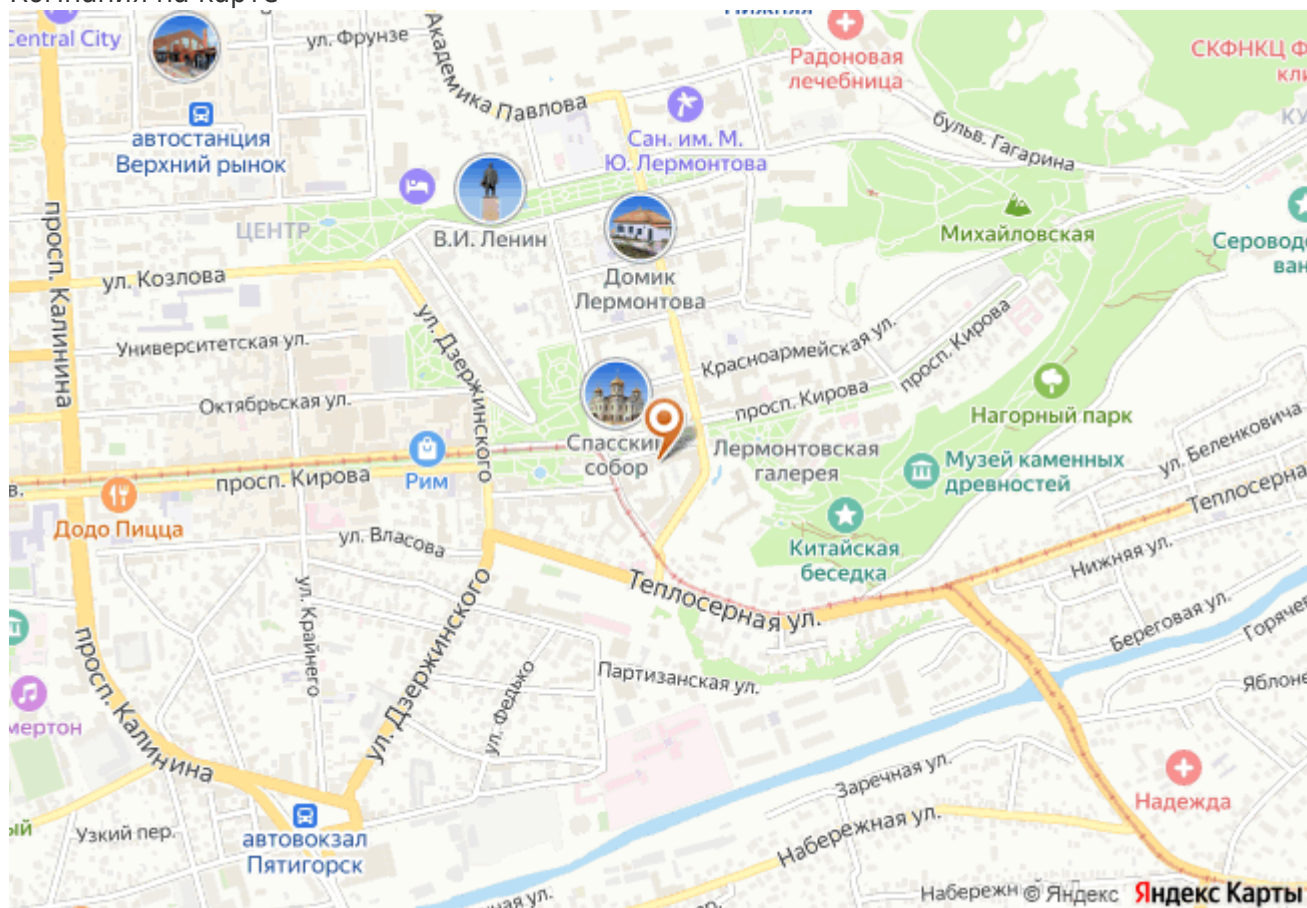 Компания на карте
Central City
ул. Фрунзе
Академика Павлова
Радоновая
лечебница
автостанция
Верхний рынок
Сан. им. М.
Ю. Лермонтова
бульв. Гагарина
ЦЕНТР
В.И. Ленин
Михайловская
просп. Калинина
ул. Козлова
Домик
Лермонтова
ул. Дзержинского
Университетская ул.
Красноармейская ул.
просп. Кирова
Октябрьская ул.
просп. Кирова
Нагорный парк
Спасский
собор
Лермонтовская
галерея
Музей каменных
древностей
ул. Беленковича
просп. Кирова
Рим
Додо Пицца
ул. Власова
Китайская
беседка
Нижняя ул.
Теплосерная ул.
ул. Крайнего
ул. Дзержинского
Береговая ул.
Партизанская ул.
ул. Федько
просп. Калинина
Заречная ул.
Надежда
Узкий пер.
автовокзал
Пятигорск
Набережная ул.
© Яндекс Яндекс Карты